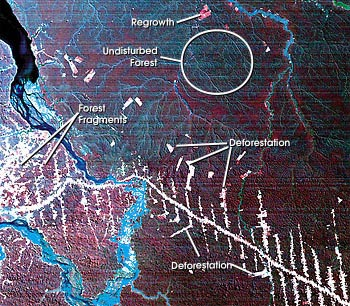 Regrowth
Undisturbed
Forest
Forest
Fragments
Deforestation
Deforestation